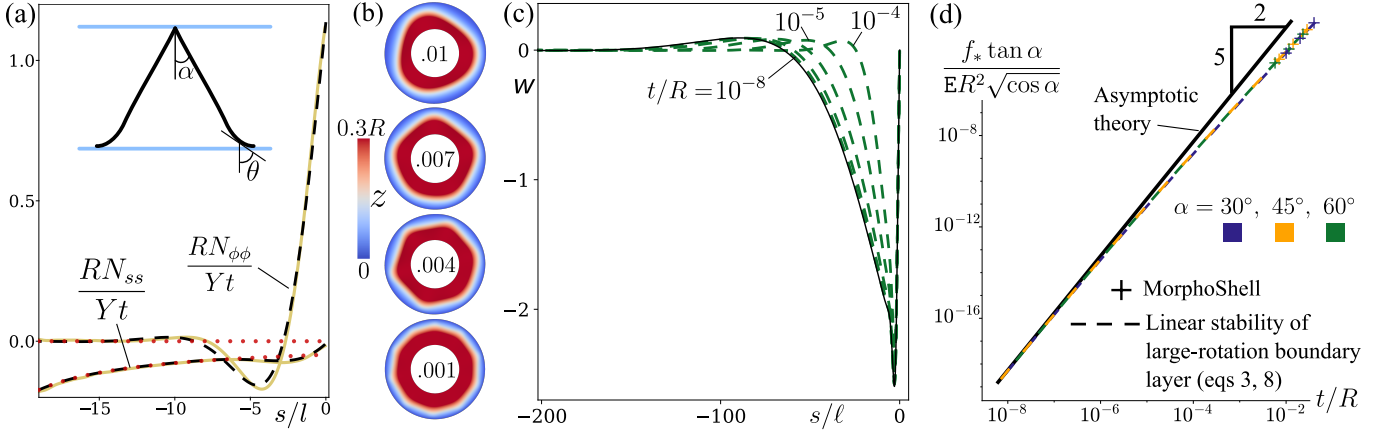 (a)
1.0
0.5
0.0
α
θ
RN_{ϕϕ}
Yt
RN_{ss}
Yt
−15
−10
−5
0
s/l
(b)
.01
.007
.004
.001
0.3R
z
0
(c)
10^{-5}
10^{-4}
t/R = 10^{-8}
0
w
−1
−2
−200
−100
0
s/ℓ
(d)
f_* tan α
ER^2√cos α
2
5
Asymptotic
theory
10^{-8}
10^{-12}
10^{-16}
α = 30°, 45°, 60°
MorphoShell
Linear stability of
large-rotation boundary
layer (eqs 3, 8)
10^{-8}
10^{-6}
10^{-4}
10^{-2}
t/R